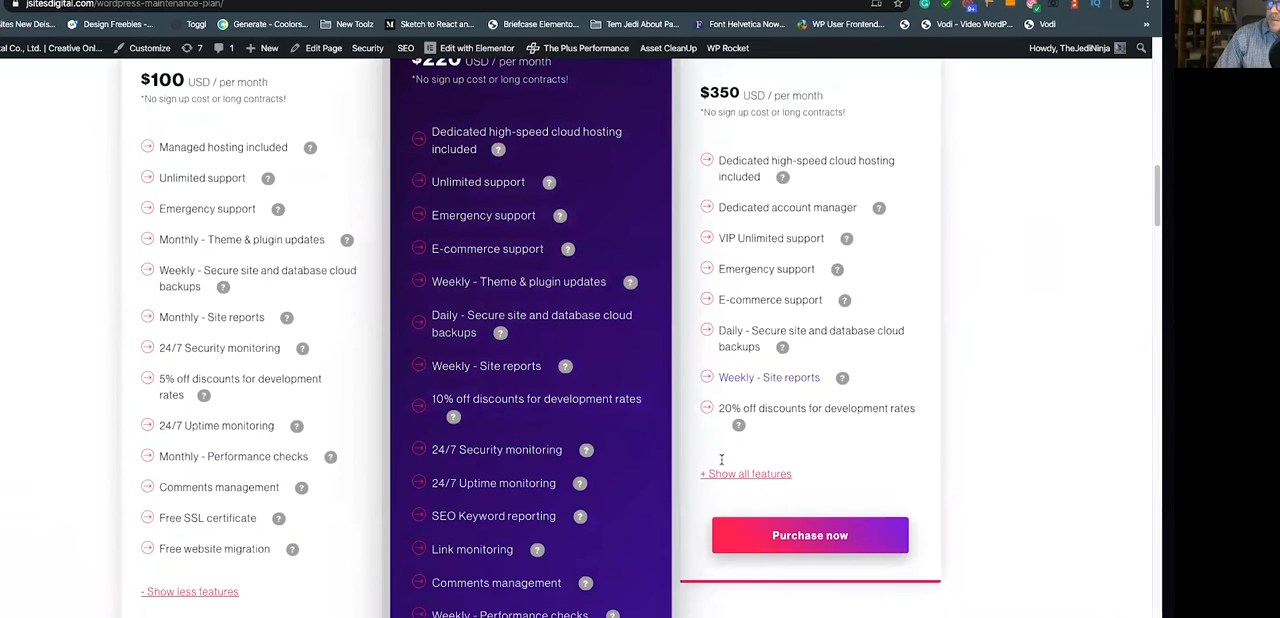 jsitesdigital.com/wordpress-maintenance-plan/
Sites New Deis...
Design Freebies -...
Toggl
Generate - Coolors...
New Toolz
Sketch to React an...
Briefcase Elemento...
Tem Jedi About Pa...
Font Helvetica Now...
WP User Frontend...
Vodi - Video WordP...
Vodi
»
tal Co., Ltd. | Creative Onl...
Customize
7
1
+ New
Edit Page
Security
SEO
Edit with Elementor
The Plus Performance
Asset CleanUp
WP Rocket
Howdy, TheJediNinja
$100 USD / per month
*No sign up cost or long contracts!
Managed hosting included ?
Unlimited support ?
Emergency support ?
Monthly - Theme & plugin updates ?
Weekly - Secure site and database cloud
backups ?
Monthly - Site reports ?
24/7 Security monitoring ?
5% off discounts for development
rates ?
24/7 Uptime monitoring ?
Monthly - Performance checks ?
Comments management ?
Free SSL certificate ?
Free website migration ?
- Show less features
$220 USD / per month
*No sign up cost or long contracts!
Dedicated high-speed cloud hosting
included ?
Unlimited support ?
Emergency support ?
E-commerce support ?
Weekly - Theme & plugin updates ?
Daily - Secure site and database cloud
backups ?
Weekly - Site reports ?
10% off discounts for development rates
?
24/7 Security monitoring ?
24/7 Uptime monitoring ?
SEO Keyword reporting ?
Link monitoring ?
Comments management ?
Weekly - Performance checks ?
$350 USD / per month
*No sign up cost or long contracts!
Dedicated high-speed cloud hosting
included ?
Dedicated account manager ?
VIP Unlimited support ?
Emergency support ?
E-commerce support ?
Daily - Secure site and database cloud
backups ?
Weekly - Site reports ?
20% off discounts for development rates
?
+ Show all features
Purchase now